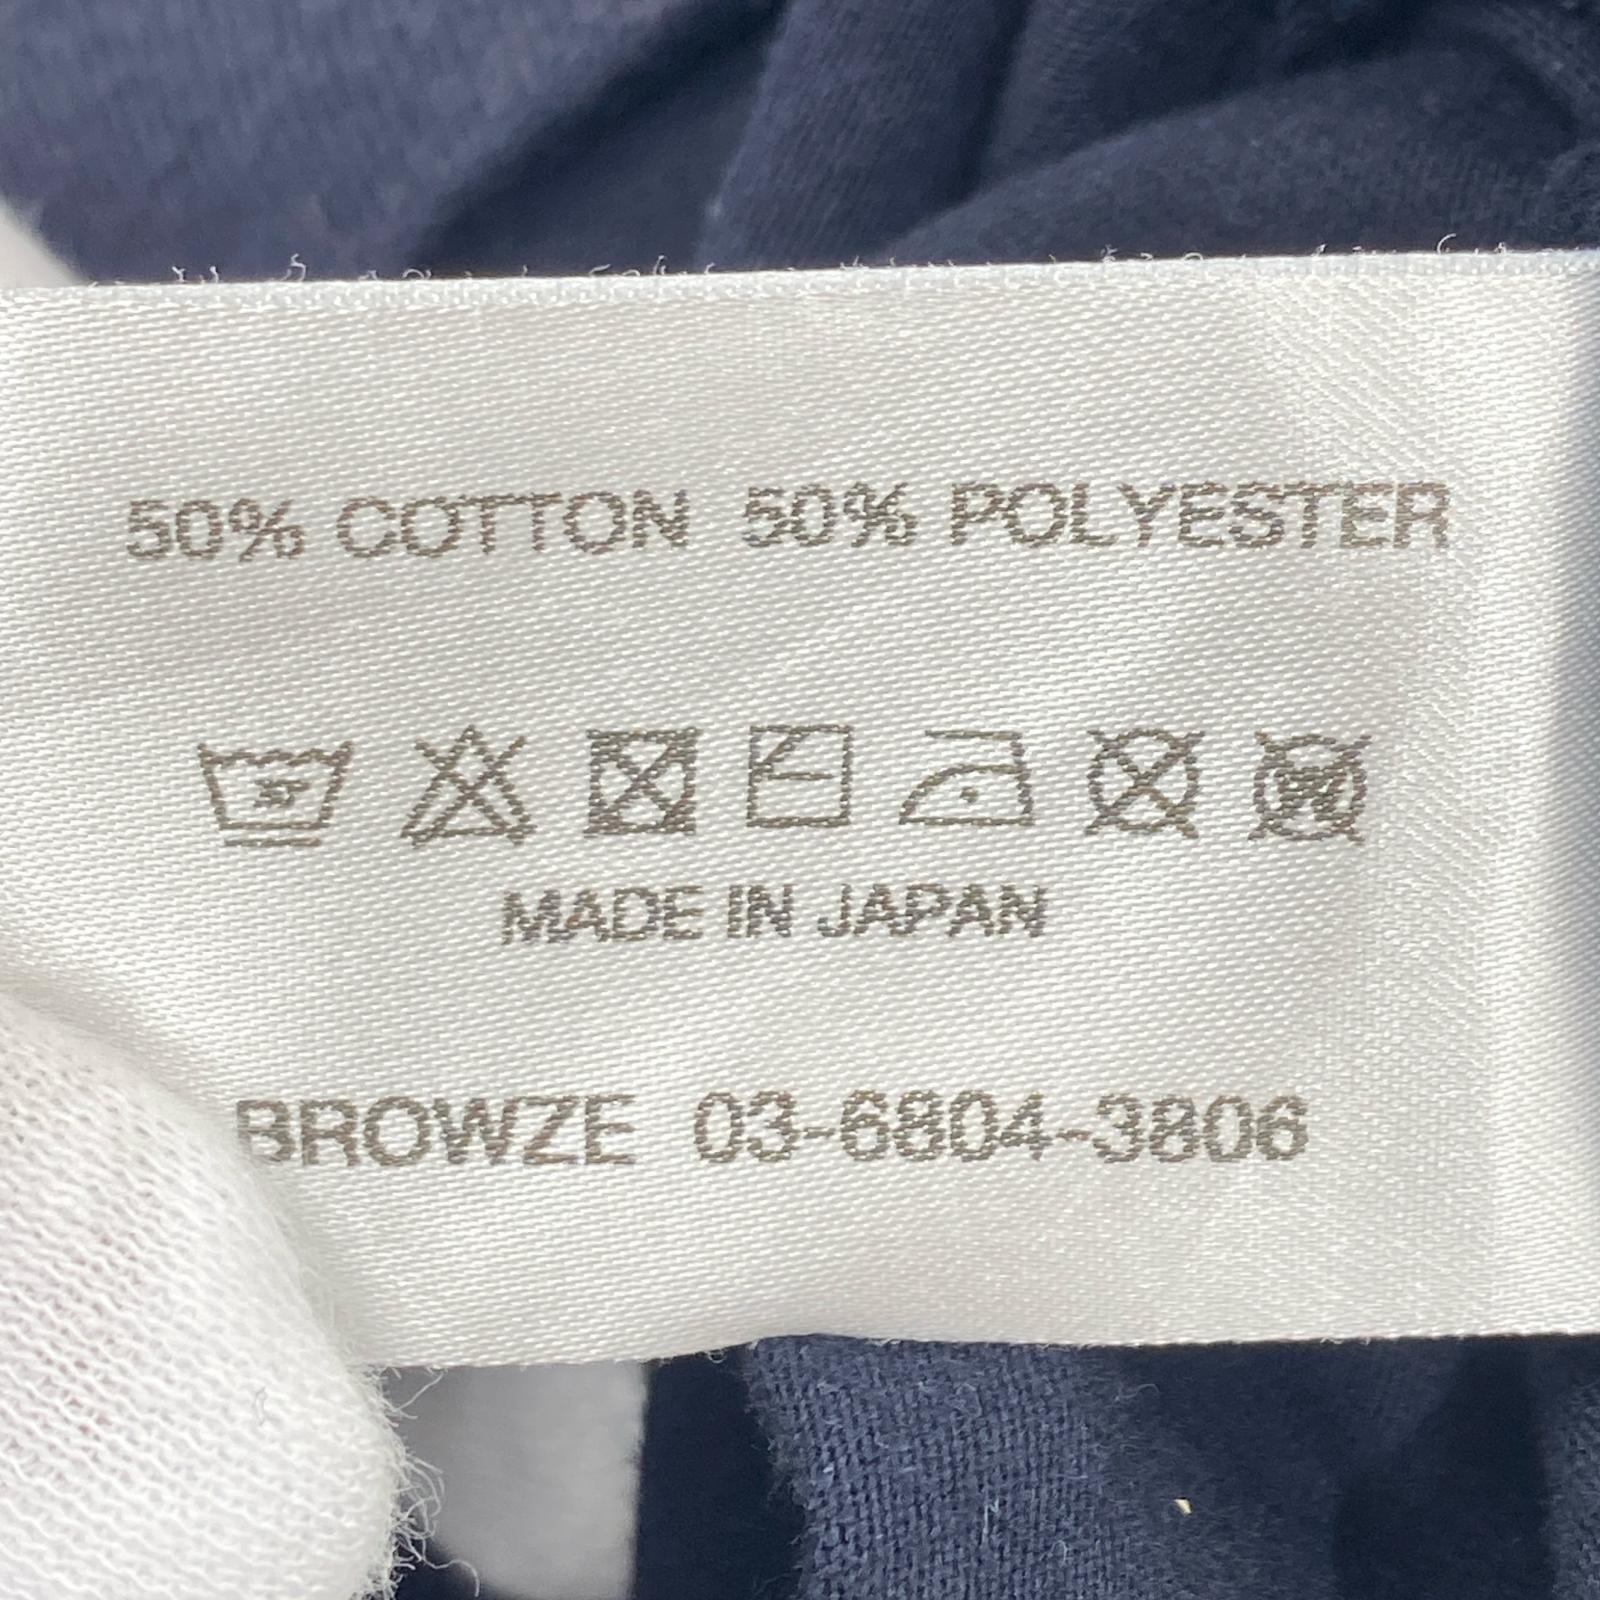 50% COTTON 50% POLYESTER
MADE IN JAPAN
BROWZE 03-6804-3806